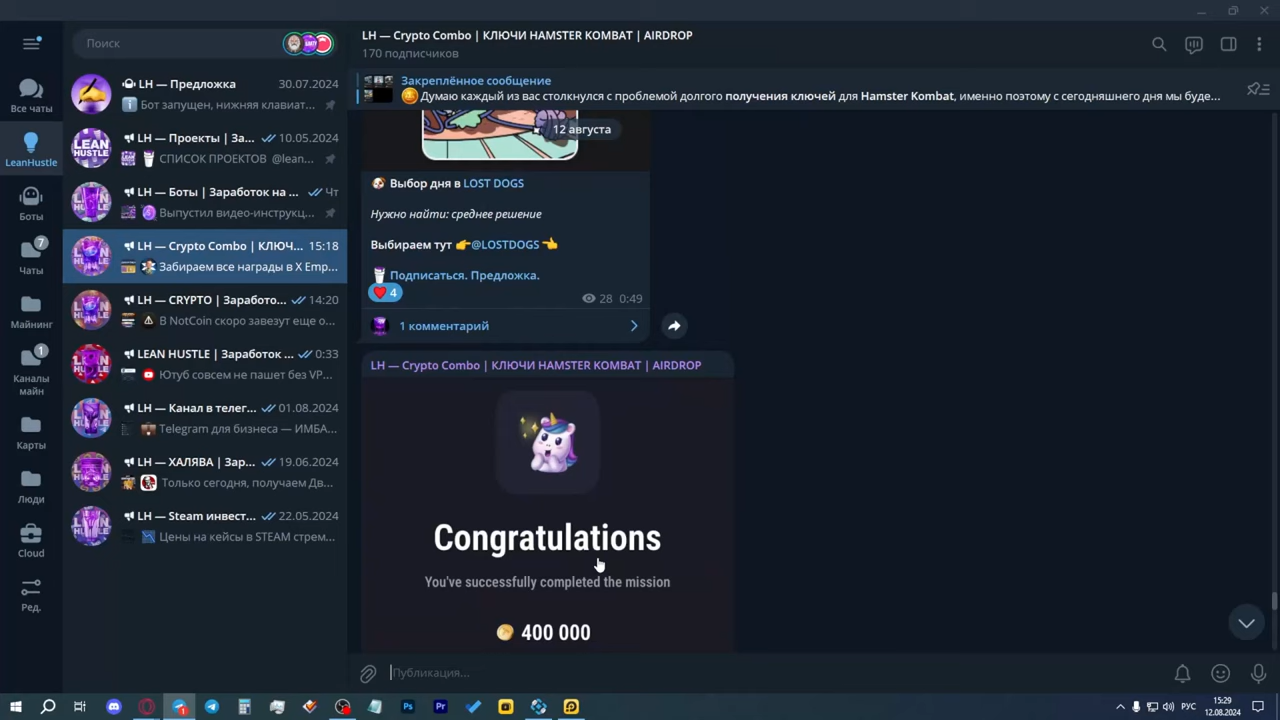 Поиск
LH — Crypto Combo | КЛЮЧИ HAMSTER KOMBAT | AIRDROP
170 подписчиков
Закреплённое сообщение
Думаю каждый из вас столкнулся с проблемой долгого получения ключей для Hamster Kombat, именно поэтому с сегодняшнего дня мы буде...
Все чаты
LeanHustle
Боты
7
Чаты
Майнинг
1
Каналы
майн
Карты
Люди
Cloud
Ред.
LH — Предложка 30.07.2024
Бот запущен, нижняя клавиат...
LH — Проекты | За... 10.05.2024
СПИСОК ПРОЕКТОВ @lean...
LH — Боты | Заработок на ... Чт
Выпустил видео-инструкц...
LH — Crypto Combo | КЛЮЧ... 15:18
Забираем все награды в X Emp...
LH — CRYPTO | Заработо... 14:20
В NotCoin скоро завезут еще о...
LEAN HUSTLE | Заработок ... 0:33
Ютуб совсем не пашет без VP...
LH — Канал в телег... 01.08.2024
Telegram для бизнеса — ИМБА...
LH — ХАЛЯВА | Зар... 19.06.2024
Только сегодня, получаем Дв...
LH — Steam инвест... 22.05.2024
Цены на кейсы в STEAM стрем...
12 августа
Выбор дня в LOST DOGS
Нужно найти: среднее решение
Выбираем тут @LOSTDOGS
Подписаться. Предложка.
4
28 0:49
1 комментарий
LH — Crypto Combo | КЛЮЧИ HAMSTER KOMBAT | AIRDROP
Congratulations
You've successfully completed the mission
400 000
Публикация...
РУС
15:29
12.08.2024